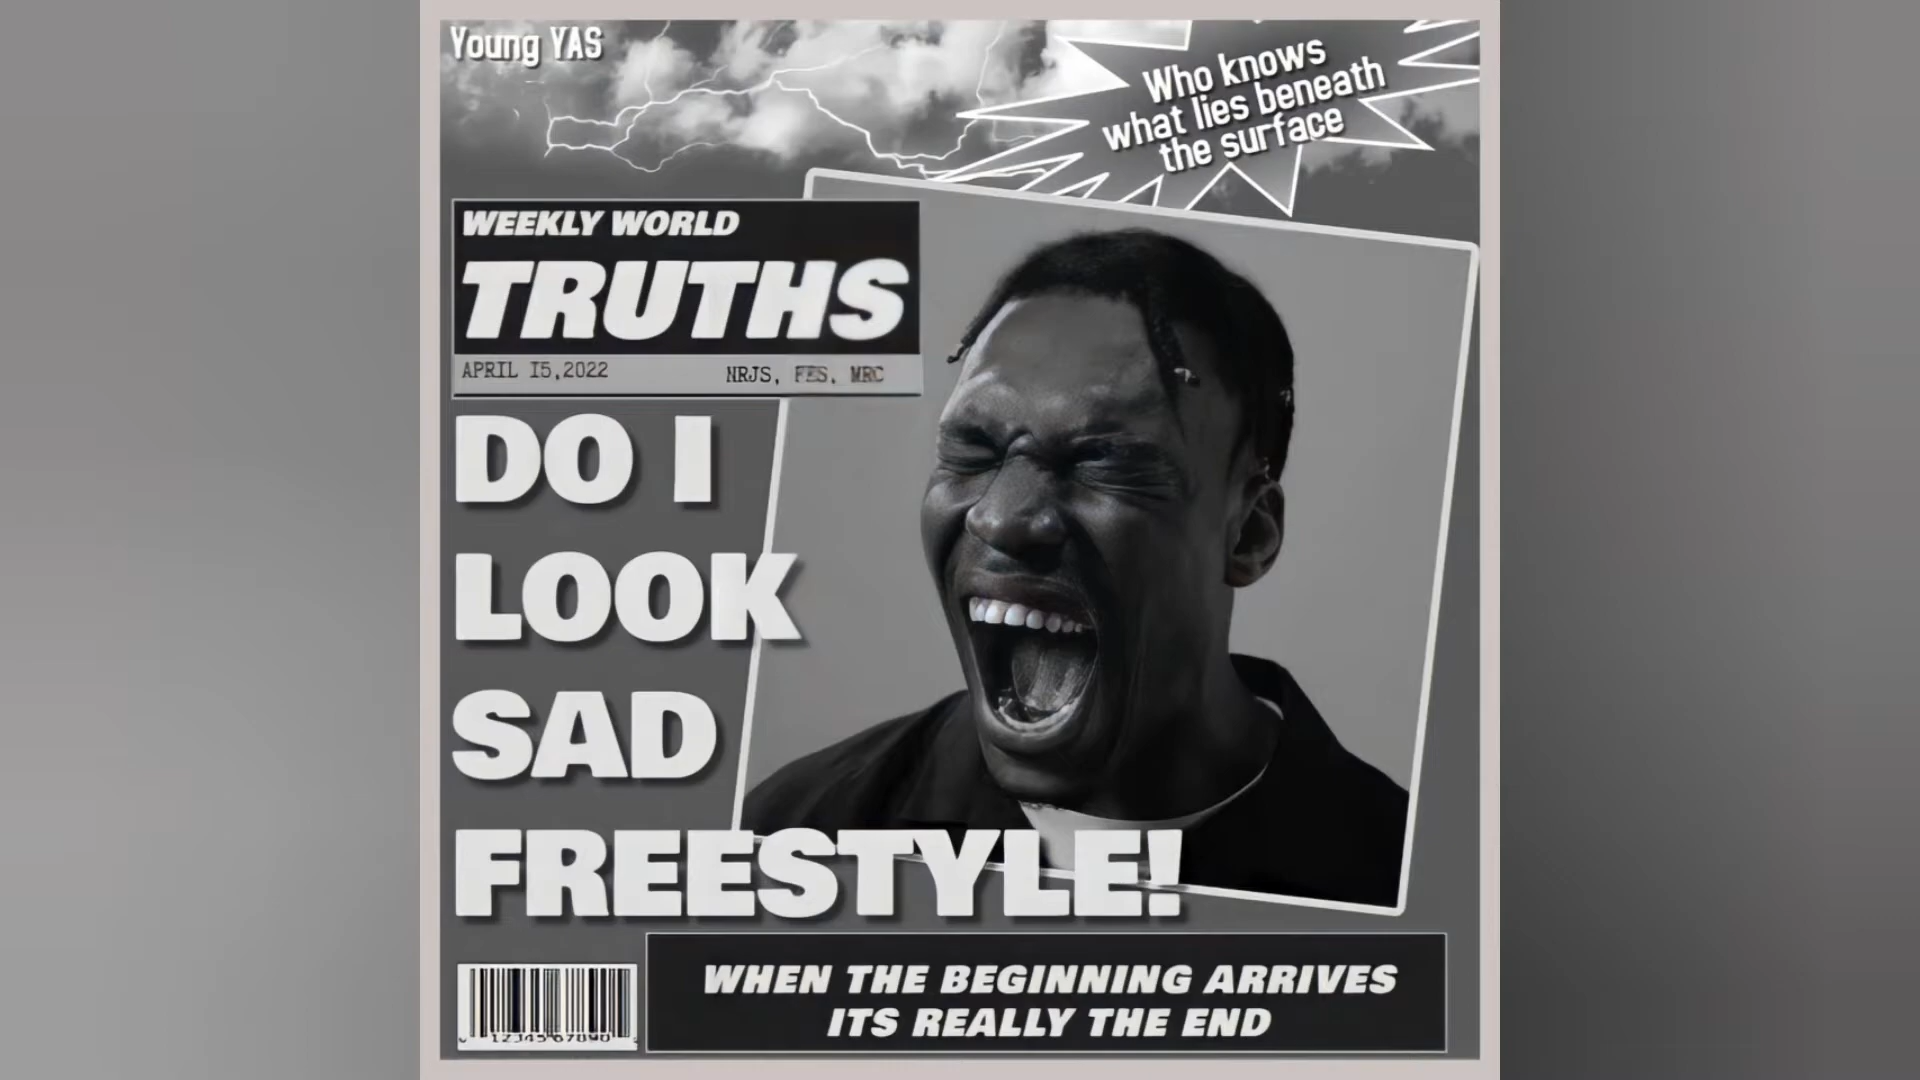 Young YAS
Who knows
what lies beneath
the surface
WEEKLY WORLD
TRUTHS
APRIL 15,2022
NRJS, FES, MRC
DO I
LOOK
SAD
FREESTYLE!
WHEN THE BEGINNING ARRIVES
ITS REALLY THE END